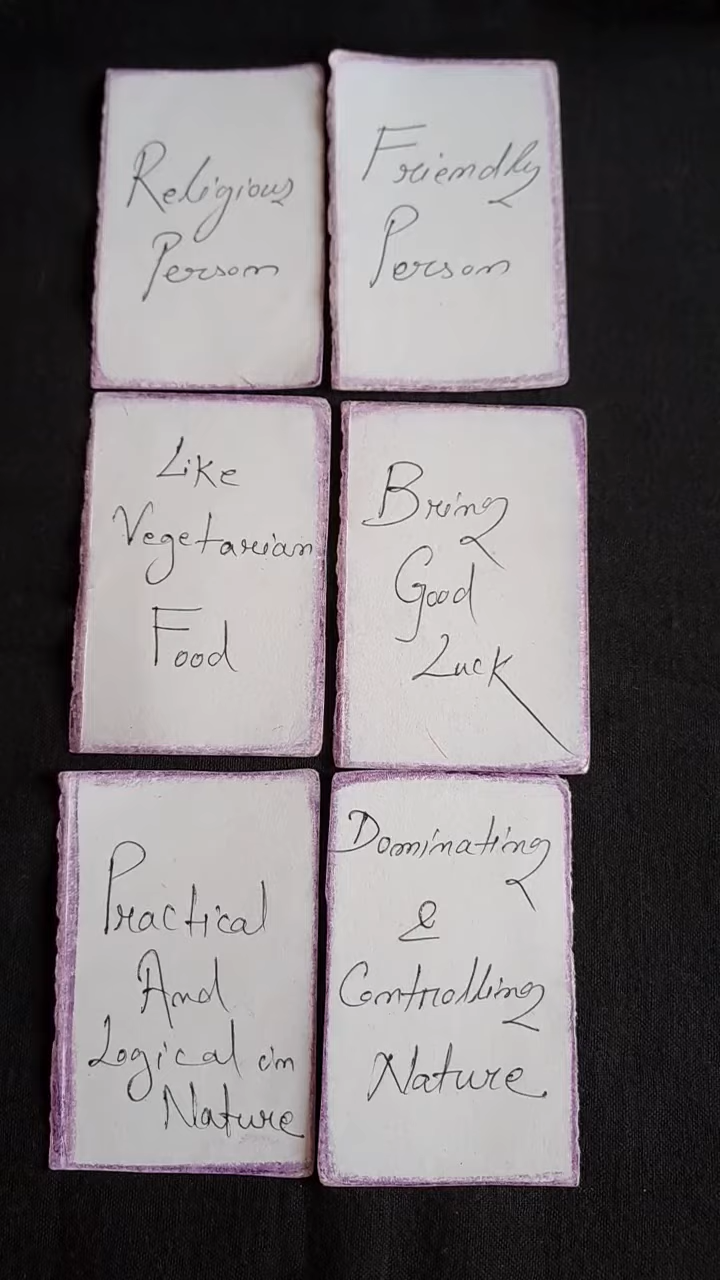 Religious
Person
Friendly
Person
Like
Vegetarian
Food
Bring
Good
Luck
Practical
And
Logical in
Nature
Dominating
&
Controlling
Nature